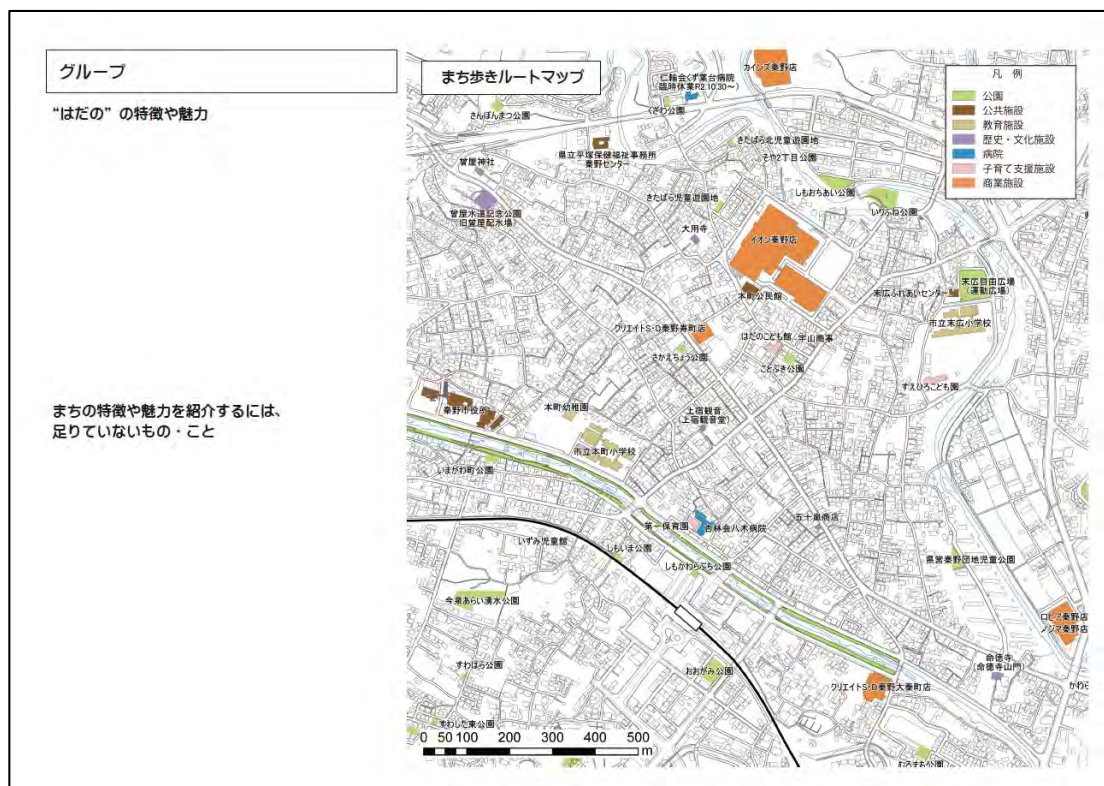 グループ
“はだの”の特徴や魅力
まちの特徴や魅力を紹介するには、
足りていないもの・こと
まち歩きルートマップ
凡 例
公園
公共施設
教育施設
歴史・文化施設
病院
子育て支援施設
商業施設
カインズ秦野店
仁輪会くず葉台病院
(臨時休業R2.10.30～)
くざわ公園
さんぼんまつ公園
県立平塚保健福祉事務所
秦野センター
曾屋神社
曾屋水道記念公園
(旧曾屋配水場)
きたばら北児童遊園地
そや2丁目公園
しもおちあい公園
いりふね公園
きたばら児童遊園地
大用寺
イオン秦野店
本町公民館
末広自由広場
(運動広場)
末広ふれあいセンター
市立末広小学校
クリエイトS・D秦野寿町店
はだのこども館
宇山商事
さかえちょう公園
ことぶき公園
すえひろこども園
秦野市役所
本町幼稚園
上宿観音
(上宿観音堂)
市立本町小学校
いまがわ町公園
第一保育園
杏林会八木病院
五十嵐商店
いずみ児童館
しもいま公園
しもかわらぶち公園
県営秦野団地児童公園
今泉あらい湧水公園
ロピア秦野店
ノジマ秦野店
すわばら公園
おおがみ公園
命徳寺
(命徳寺山門)
クリエイトS・D秦野大秦町店
かわら
すわした東公園
むろまち公園
0 50 100 200 300 400 500
m